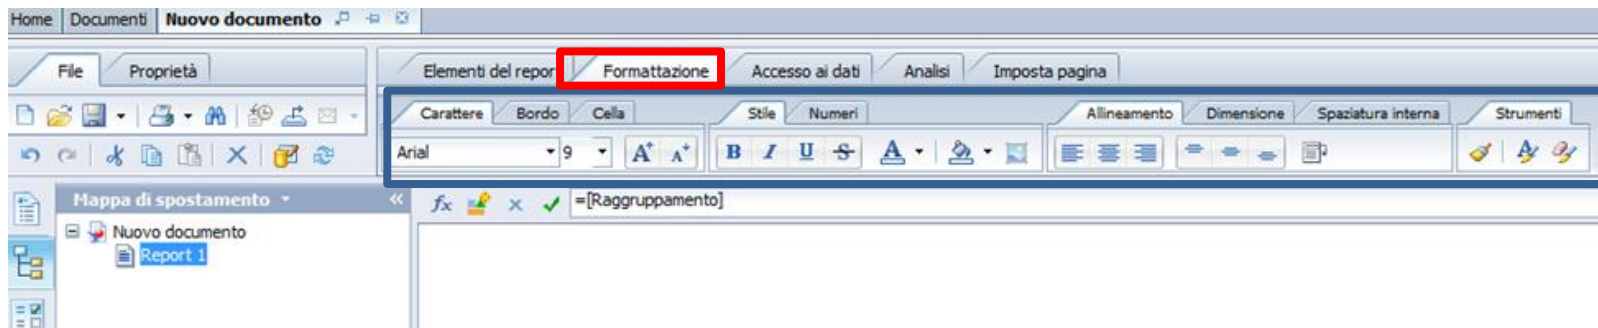 Home Documenti Nuovo documento
File Proprietà Elementi del repor Formattazione Accesso ai dati Analisi Imposta pagina
Carattere Bordo Cella Stile Numeri Allineamento Dimensione Spaziatura interna Strumenti
Arial 9 A+ A+ B I U S A
Mappa di spostamento « fx =[Raggruppamento]
Nuovo documento
Report 1